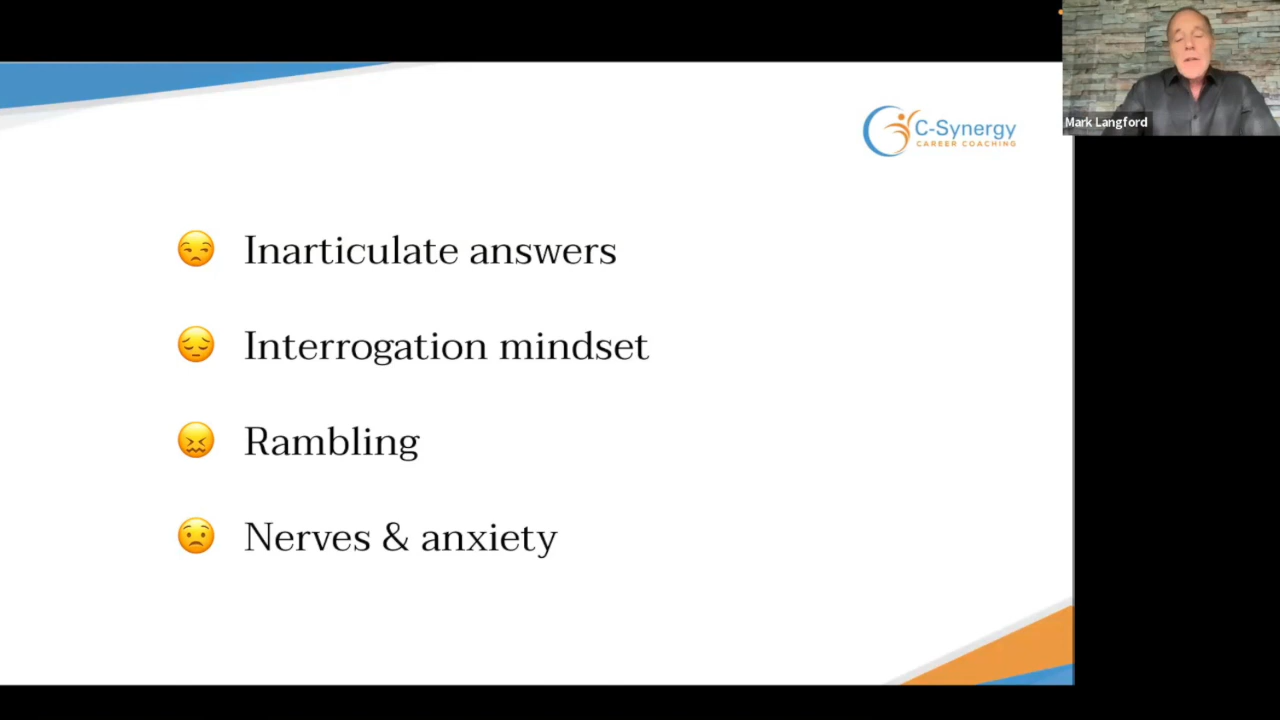 Mark Langford
C-Synergy
CAREER COACHING
Inarticulate answers
Interrogation mindset
Rambling
Nerves & anxiety